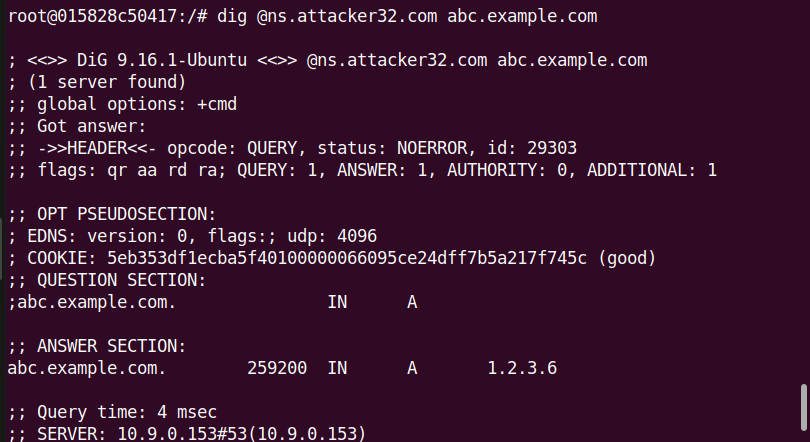 root@015828c50417:/# dig @ns.attacker32.com abc.example.com
; <<>> DiG 9.16.1-Ubuntu <<>> @ns.attacker32.com abc.example.com
; (1 server found)
;; global options: +cmd
;; Got answer:
;; ->>HEADER<<- opcode: QUERY, status: NOERROR, id: 29303
;; flags: qr aa rd ra; QUERY: 1, ANSWER: 1, AUTHORITY: 0, ADDITIONAL: 1
;; OPT PSEUDOSECTION:
; EDNS: version: 0, flags:; udp: 4096
; COOKIE: 5eb353df1ecba5f40100000066095ce24dff7b5a217f745c (good)
;; QUESTION SECTION:
;abc.example.com. IN A
;; ANSWER SECTION:
abc.example.com. 259200 IN A 1.2.3.6
;; Query time: 4 msec
;; SERVER: 10.9.0.153#53(10.9.0.153)